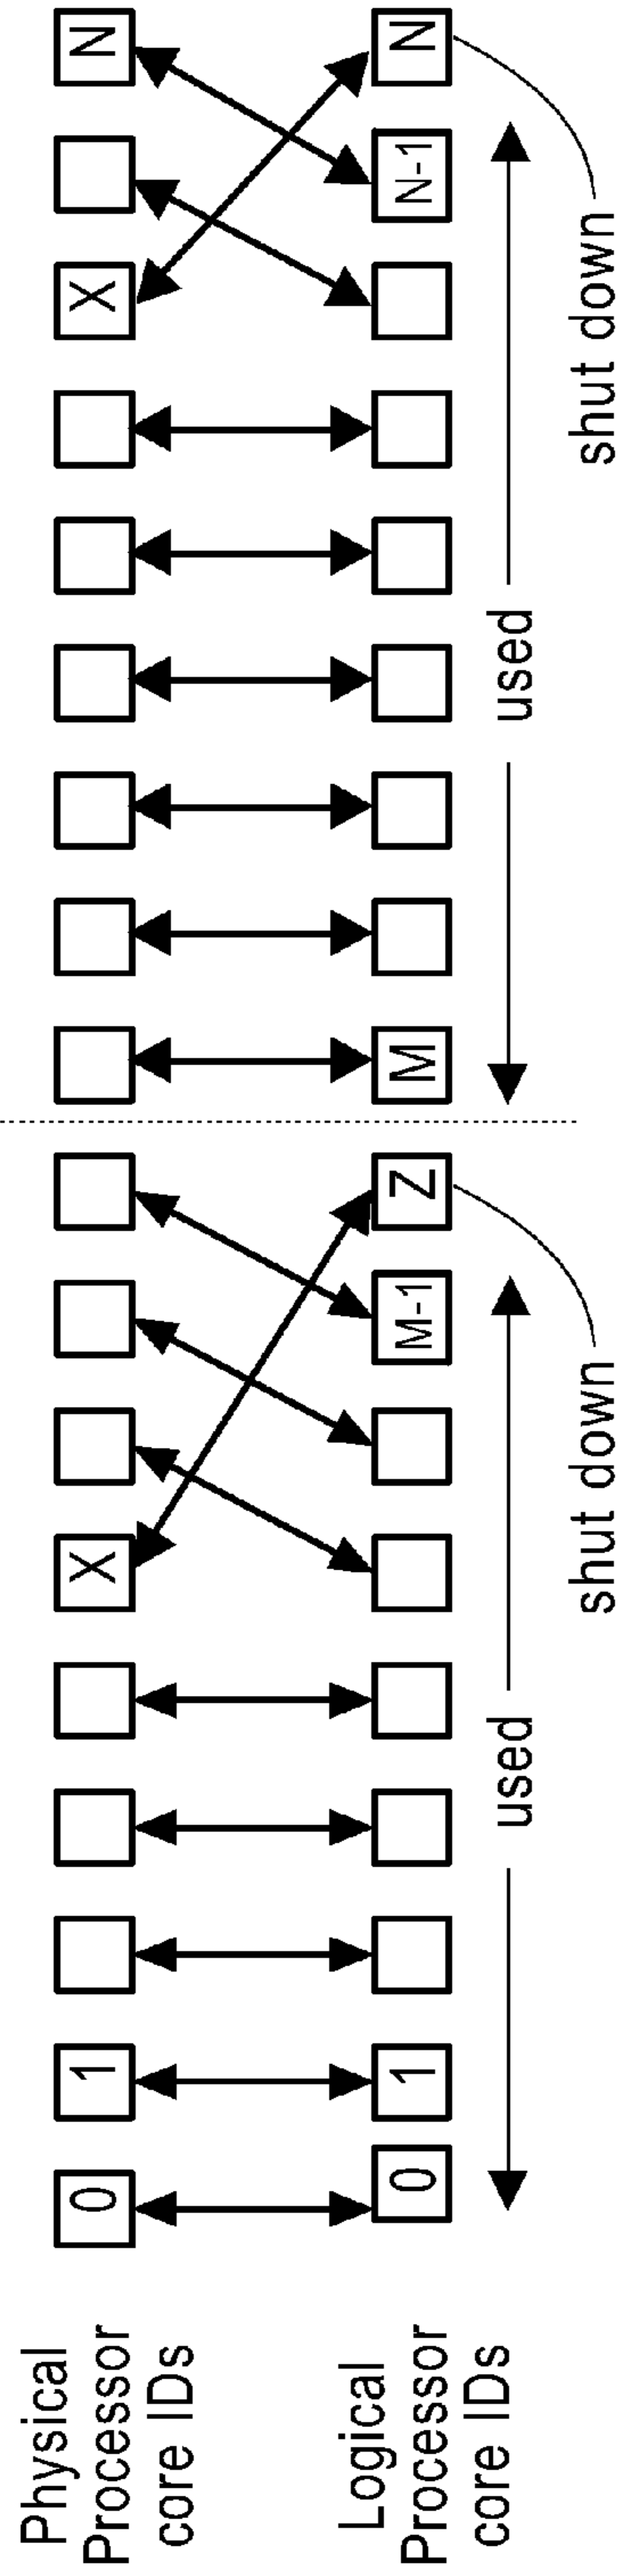 Physical
Processor
core IDs
0
1
X
X
N
Logical
Processor
core IDs
0
1
M-1
Z
M
N-1
N
used
used
shut down
shut down